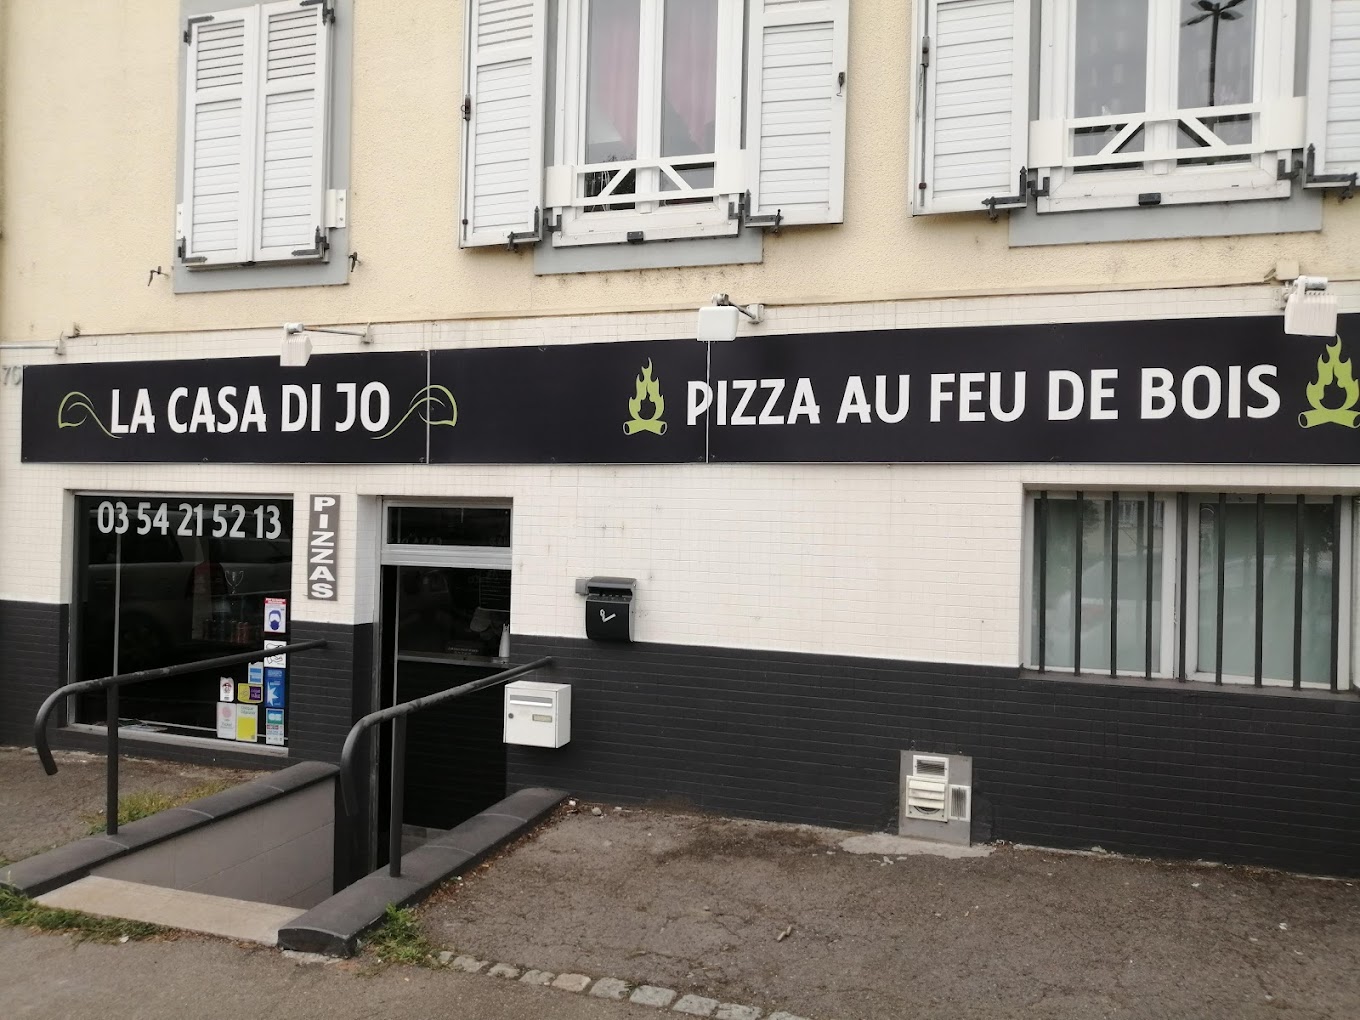 LA CASA DI JO
PIZZA AU FEU DE BOIS
03 54 21 52 13
PIZZAS